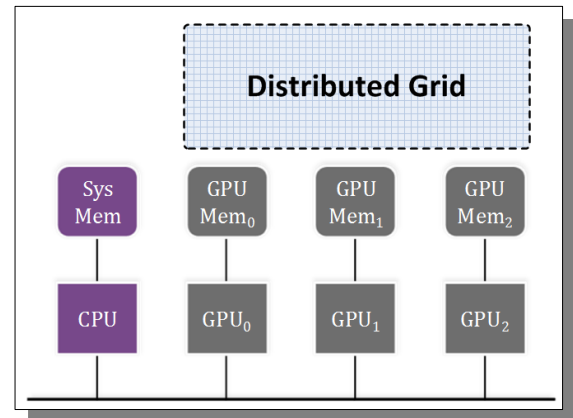 Distributed Grid
Sys
Mem
GPU
Mem₀
GPU
Mem₁
GPU
Mem₂
CPU
GPU₀
GPU₁
GPU₂